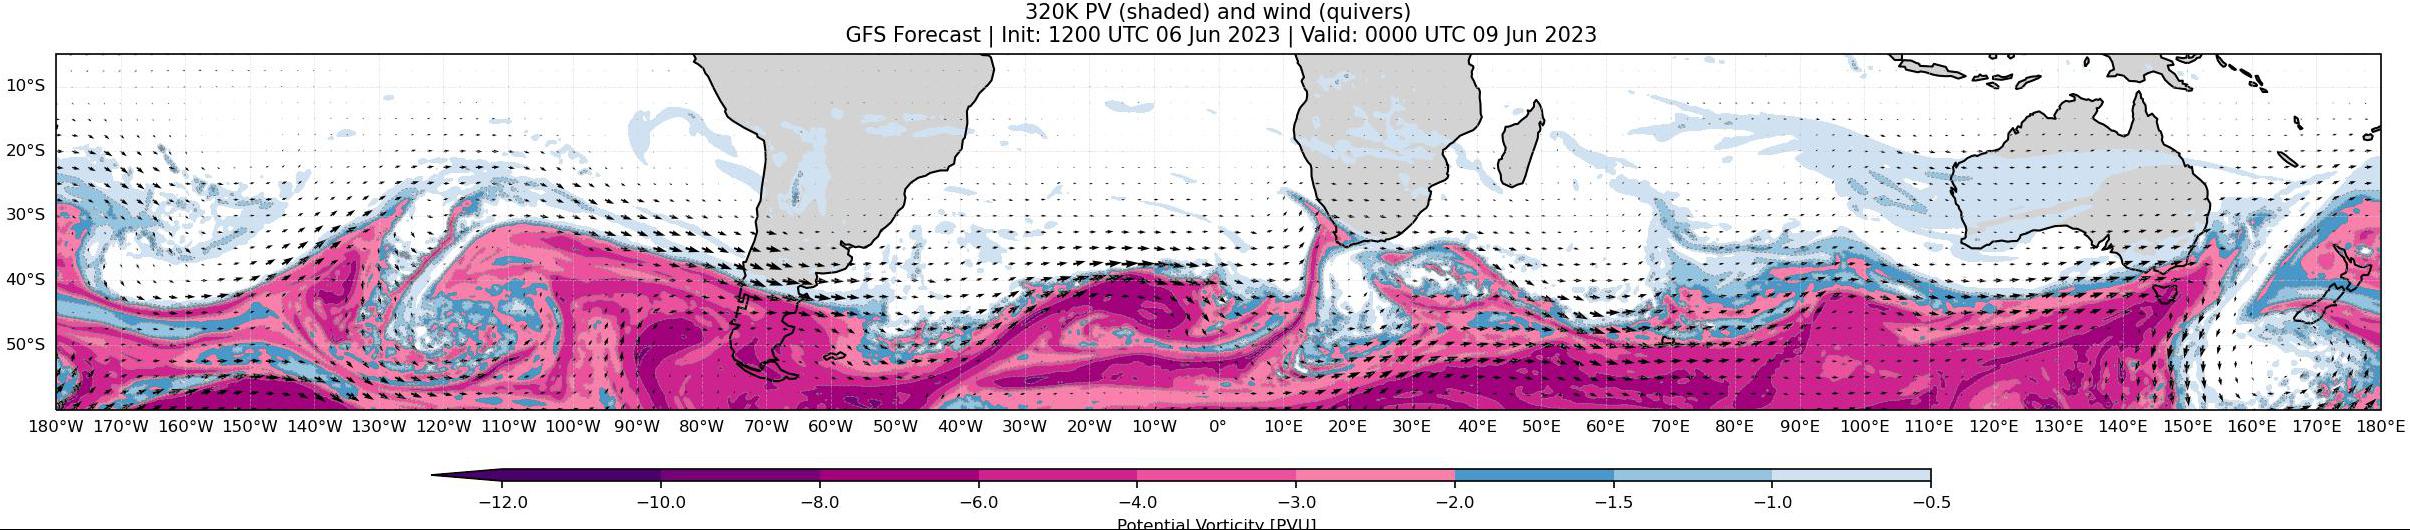 320K PV (shaded) and wind (quivers)
GFS Forecast | Init: 1200 UTC 06 Jun 2023 | Valid: 0000 UTC 09 Jun 2023
10°S
20°S
30°S
40°S
50°S
180°W 170°W 160°W 150°W 140°W 130°W 120°W 110°W 100°W 90°W 80°W 70°W 60°W 50°W 40°W 30°W 20°W 10°W 0° 10°E 20°E 30°E 40°E 50°E 60°E 70°E 80°E 90°E 100°E 110°E 120°E 130°E 140°E 150°E 160°E 170°E 180°E
−12.0 −10.0 −8.0 −6.0 −4.0 −3.0 −2.0 −1.5 −1.0 −0.5
Potential Vorticity [PVU]